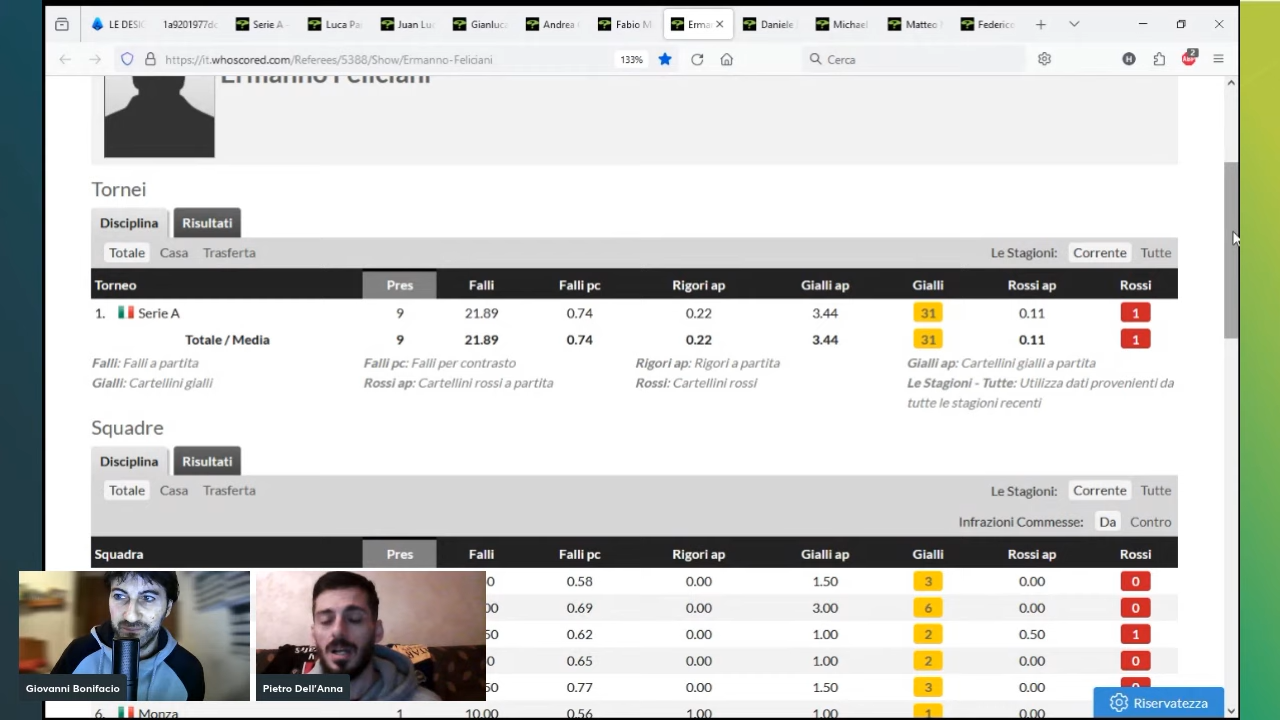 LE DESI
1a9201977dc
Serie A
Luca Pa
Juan Lu
Gianluca
Andrea
Fabio M
Erma
Daniele
Michael
Matteo
Federico
https://it.whoscored.com/Referees/5388/Show/Ermanno-Feliciani
133%
Cerca
H
2
Ermanno Feliciani
Tornei
Disciplina Risultati
Totale Casa Trasferta Le Stagioni: Corrente Tutte
Torneo Pres Falli Falli pc Rigori ap Gialli ap Gialli Rossi ap Rossi
1. Serie A 9 21.89 0.74 0.22 3.44 31 0.11 1
Totale / Media 9 21.89 0.74 0.22 3.44 31 0.11 1
Falli: Falli a partita Falli pc: Falli per contrasto Rigori ap: Rigori a partita Gialli ap: Cartellini gialli a partita
Gialli: Cartellini gialli Rossi ap: Cartellini rossi a partita Rossi: Cartellini rossi Le Stagioni - Tutte: Utilizza dati provenienti da
tutte le stagioni recenti
Squadre
Disciplina Risultati
Totale Casa Trasferta Le Stagioni: Corrente Tutte
Infrazioni Commesse: Da Contro
Squadra Pres Falli Falli pc Rigori ap Gialli ap Gialli Rossi ap Rossi
0 0.58 0.00 1.50 3 0.00 0
00 0.69 0.00 3.00 6 0.00 0
50 0.62 0.00 1.00 2 0.50 1
0 0.65 0.00 1.00 2 0.00 0
50 0.77 0.00 1.50 3 0.00 0
6. Monza 1 10.00 0.56 1.00 1.00 1 0.00
Giovanni Bonifacio
Pietro Dell'Anna
Riservatezza